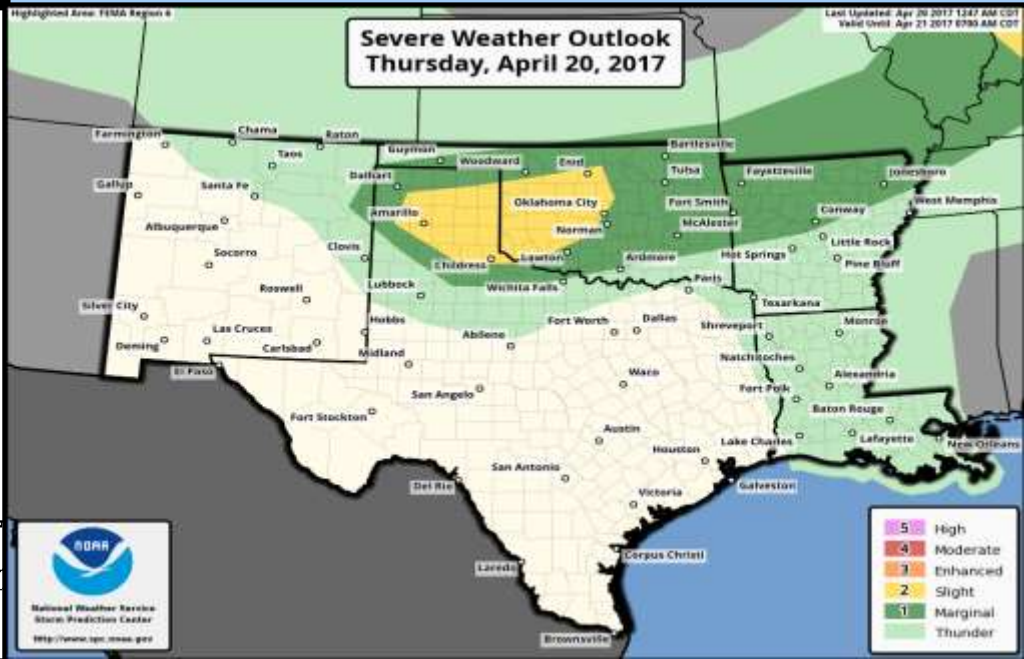 Highlighted Area: FEMA Region 6
Last Updated: Apr 20 2017 1247 AM CDT
Valid Until: Apr 21 2017 0700 AM CDT
Severe Weather Outlook
Thursday, April 20, 2017
Farmington
Chama
Raton
Taos
Guymon
Woodward
Enid
Bartlesville
Dalhart
Tulsa
Fayatteville
Jonesboro
Gallup
Santa Fe
Amarillo
Oklahoma City
Fort Smith
West Memphis
Albuquerque
Norman
McAlester
Conway
Socorro
Clovis
Childress
Lawton
Ardmore
Hot Springs
Little Rock
Pine Bluff
Roswell
Lubbock
Wichita Falls
Paris
Texarkana
Silver City
Hobbs
Fort Worth
Dallas
Shreveport
Monroe
Deming
Las Cruces
Carlsbad
Midland
Abilene
Natchitoches
El Paso
San Angelo
Waco
Fort Polk
Alexandria
Fort Stockton
Baton Rouge
Austin
Houston
Lake Charles
Lafayette
New Orleans
San Antonio
Del Rio
Victoria
Galveston
Laredo
Corpus Christi
Brownsville
NOAA
National Weather Service
Storm Prediction Center
http://www.spc.noaa.gov
5 High
4 Moderate
3 Enhanced
2 Slight
1 Marginal
Thunder